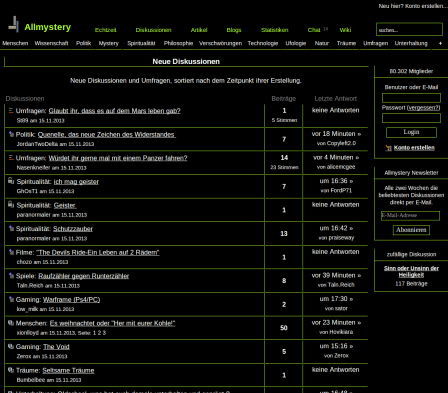 Neu hier? Konto erstellen...
Allmystery
Echtzeit Diskussionen Artikel Blogs Statistiken Chat 14 Wiki
suchen...
Menschen Wissenschaft Politik Mystery Spiritualität Philosophie Verschwörungen Technologie Ufologie Natur Träume Umfragen Unterhaltung +
Neue Diskussionen
Neue Diskussionen und Umfragen, sortiert nach dem Zeitpunkt ihrer Erstellung.
Diskussionen Beiträge Letzte Antwort
Umfragen: Glaubt ihr, dass es auf dem Mars leben gab? 1 keine Antworten
St89 am 15.11.2013 5 Stimmen
Politik: Quenelle, das neue Zeichen des Widerstandes 7 vor 18 Minuten »
JordanTwoDelta am 15.11.2013 von Copyleft2.0
Umfragen: Würdet ihr gerne mal mit einem Panzer fahren? 14 vor 4 Minuten »
Nasenkneifer am 15.11.2013 23 Stimmen von alicemcgee
Spiritualität: ich mag geister 7 um 16:36 »
GhOsT1 am 15.11.2013 von FordP71
Spiritualität: Geister 1 keine Antworten
paranormaler am 15.11.2013
Spiritualität: Schutzzauber 13 um 16:42 »
paranormaler am 15.11.2013 von praiseway
Filme: "The Devils Ride-Ein Leben auf 2 Rädern" 1 keine Antworten
chozo am 15.11.2013
Spiele: Raufzähler gegen Runterzähler 8 vor 39 Minuten »
Taln.Reich am 15.11.2013 von Taln.Reich
Gaming: Warframe (Ps4/PC) 2 um 17:30 »
low_milk am 15.11.2013 von sator
Menschen: Es weihnachtet oder "Her mit eurer Kohle!" 50 vor 23 Minuten »
xionlloyd am 15.11.2013, Seite: 1 2 3 von Hevikiara
Gaming: The Void 5 um 15:16 »
Zerox am 15.11.2013 von Zerox
Träume: Seltsame Träume 1 keine Antworten
Bumbelbee am 15.11.2013
80.302 Mitglieder
Benutzer oder E-Mail
Passwort (vergessen?)
Login
Konto erstellen
Allmystery Newsletter
Alle zwei Wochen die
beliebtesten Diskussionen
direkt per E-Mail.
E-Mail-Adresse
Abonnieren
zufällige Diskussion
Sinn oder Unsinn der
Heiligkeit
117 Beiträge